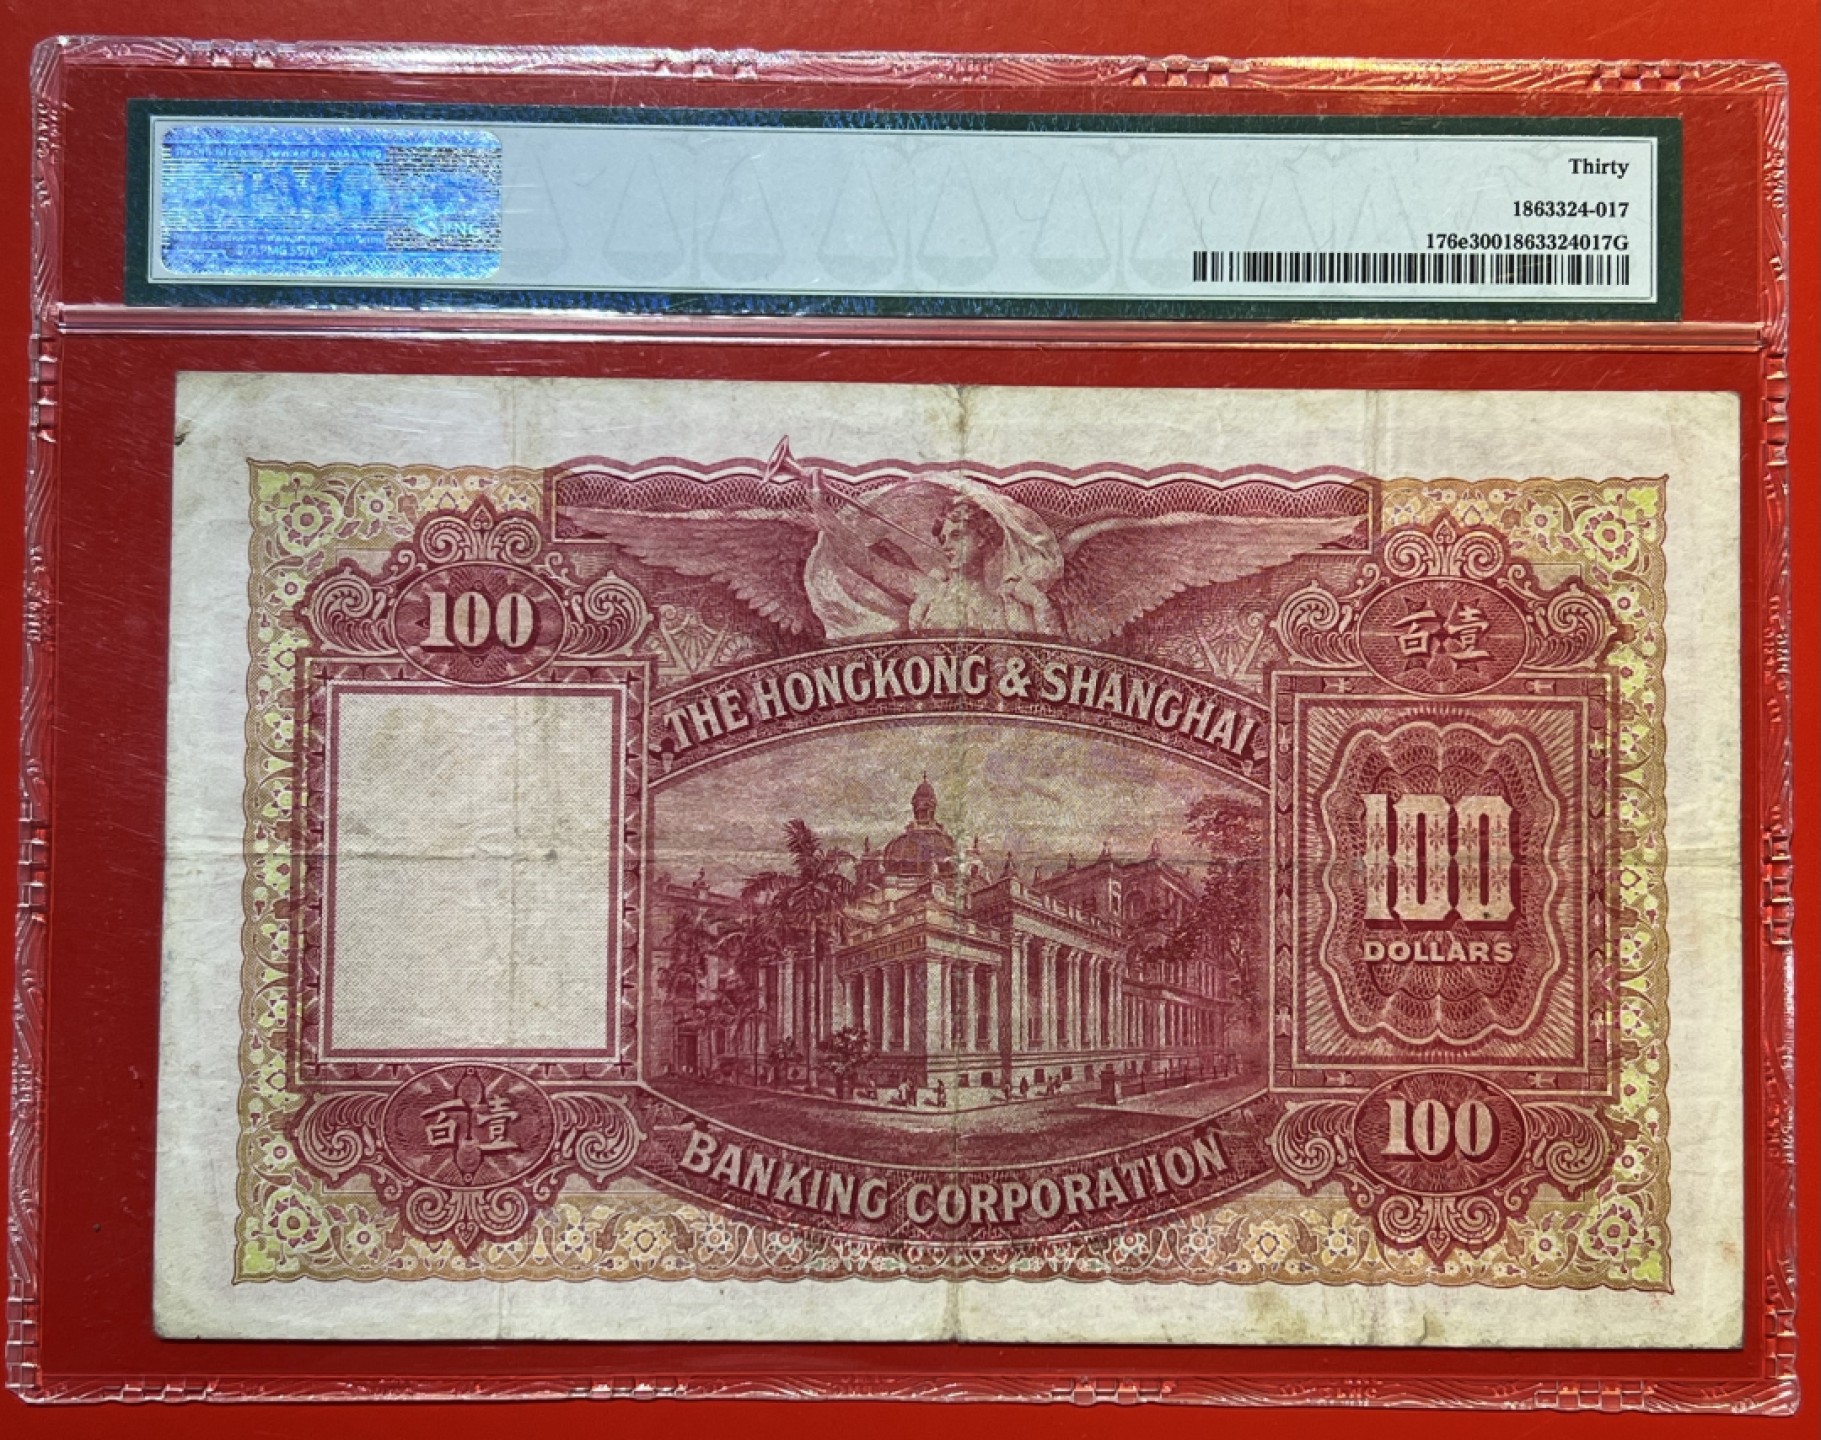 Thirty
1863324-017
176e3001863324017G
100
百壹
THE HONGKONG & SHANGHAI
100
DOLLARS
百壹
100
BANKING CORPORATION